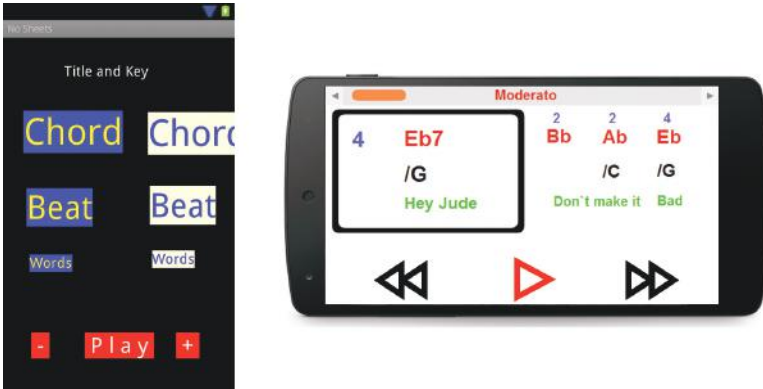 No Sheets
Title and Key
Chord Chord
Beat Beat
Words Words
- Play +
Moderato
2 2 4
4 Eb7 Bb Ab Eb
/G /C /G
Hey Jude Don`t make it Bad